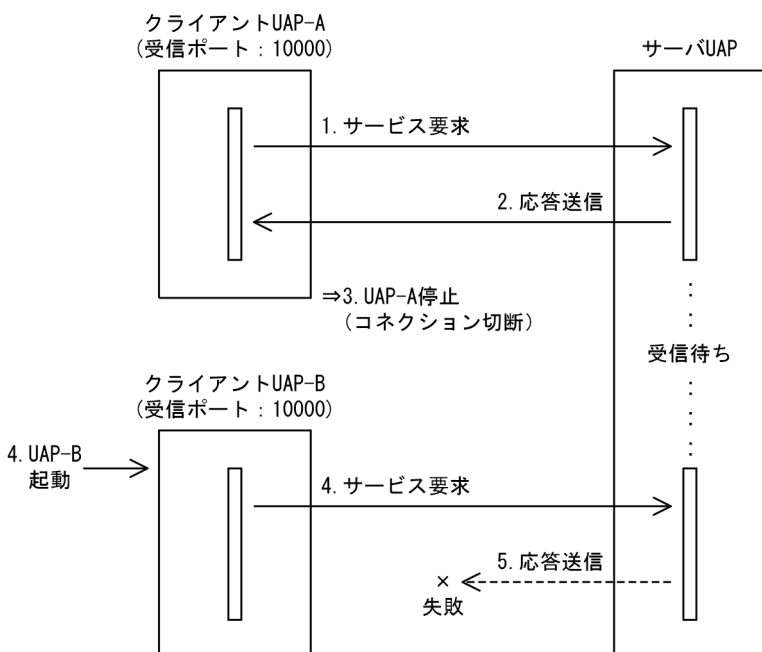 クライアントUAP-A
(受信ポート：10000)
サーバUAP
1.サービス要求
2.応答送信
⇒3.UAP-A停止
（コネクション切断）
受信待ち
クライアントUAP-B
(受信ポート：10000)
4.UAP-B
起動
4.サービス要求
5.応答送信
×
失敗